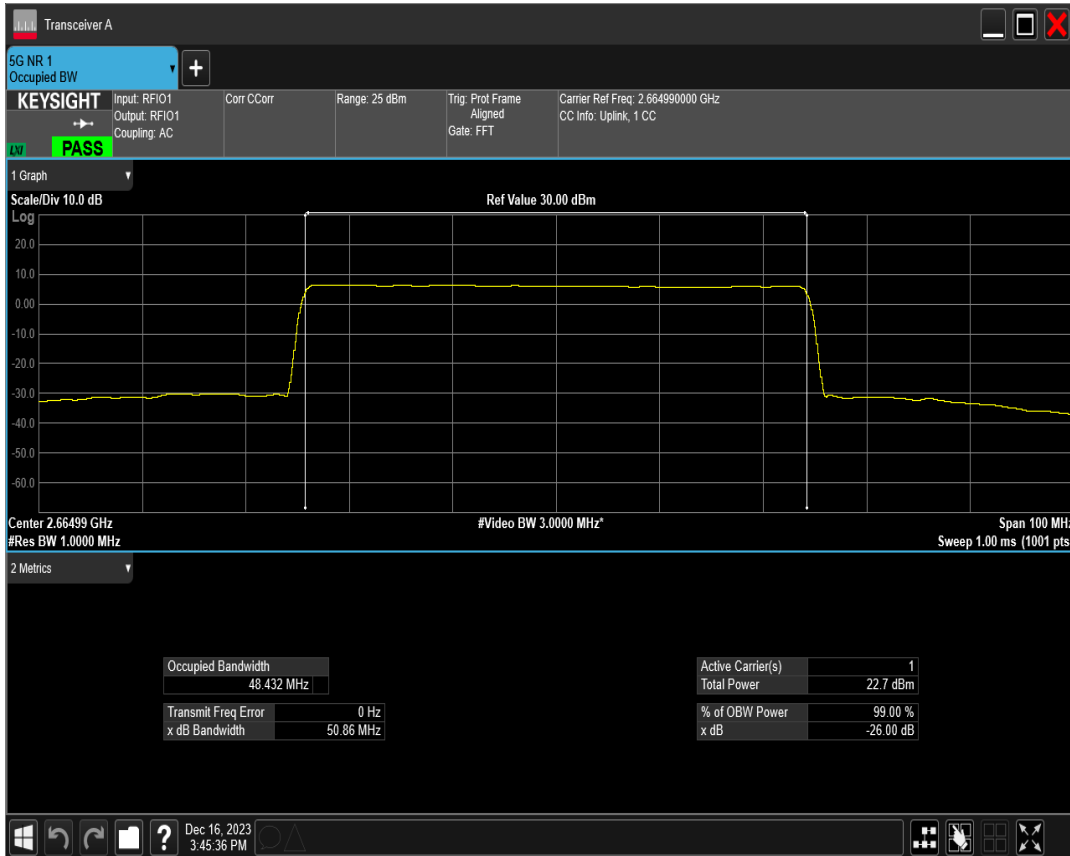 Transceiver A
5G NR 1
Occupied BW
KEYSIGHT
LXI
PASS
Input: RFIO1
Output: RFIO1
Coupling: AC
Corr CCorr
Range: 25 dBm
Trig: Prot Frame
Aligned
Gate: FFT
Carrier Ref Freq: 2.664990000 GHz
CC Info: Uplink, 1 CC
1 Graph
Scale/Div 10.0 dB
Ref Value 30.00 dBm
Log
20.0
10.0
0.00
-10.0
-20.0
-30.0
-40.0
-50.0
-60.0
Center 2.66499 GHz
#Video BW 3.0000 MHz*
Span 100 MHz
#Res BW 1.0000 MHz
Sweep 1.00 ms (1001 pts
2 Metrics
Occupied Bandwidth
48.432 MHz
Transmit Freq Error 0 Hz
x dB Bandwidth 50.86 MHz
Active Carrier(s) 1
Total Power 22.7 dBm
% of OBW Power 99.00 %
x dB -26.00 dB
?
Dec 16, 2023
3:45:36 PM